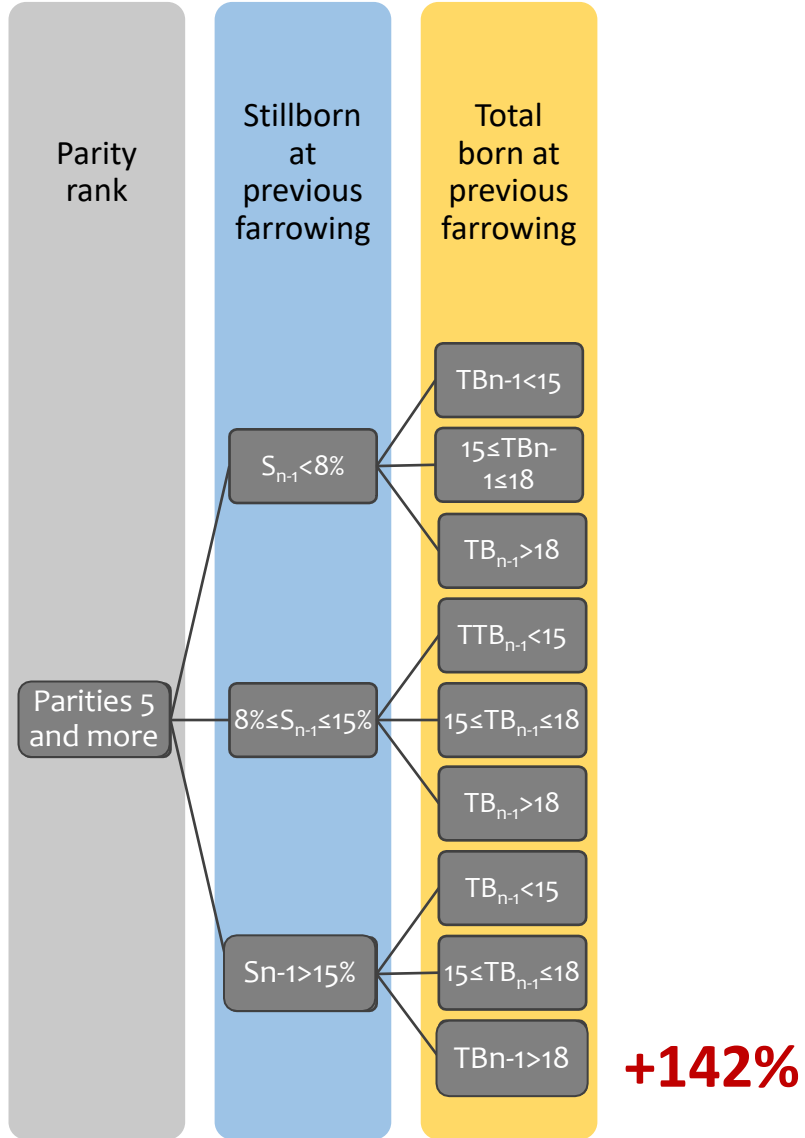 Parity
rank
Stillborn
at
previous
farrowing
Total
born at
previous
farrowing
TBn-1<15
15≤TBn-
1≤18
Sₙ₋₁<8%
TBₙ₋₁>18
TTBₙ₋₁<15
Parities 5
and more
8%≤Sₙ₋₁≤15%
15≤TBₙ₋₁≤18
TBₙ₋₁>18
TBₙ₋₁<15
Sn-1>15%
15≤TBₙ₋₁≤18
TBn-1>18
+142%